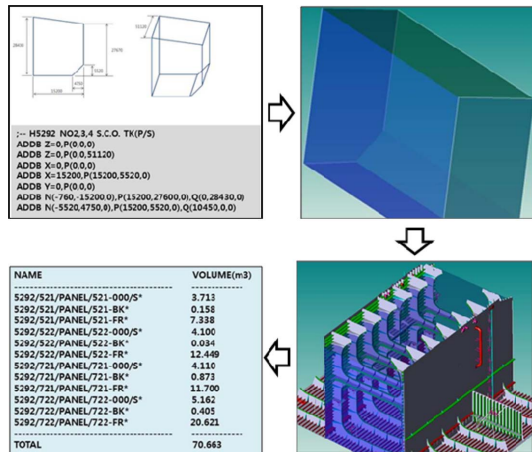 51120
28430
27670
5520
4750
15200
;-- H5292 NO2,3,4 S.C.O. TK(P/S)
ADDB Z=0,P(0,0,0)
ADDB Z=0,P(0,0,51120)
ADDB X=0,P(0,0,0)
ADDB X=15200,P(15200,5520,0)
ADDB Y=0,P(0,0,0)
ADDB N(-760,-15200,0),P(15200,27600,0),Q(0,28430,0)
ADDB N(-5520,4750,0),P(15200,5520,0),Q(10450,0,0)
NAME VOLUME(m3)
5292/521/PANEL/521-000/S* 3.713
5292/521/PANEL/521-BK* 0.158
5292/521/PANEL/521-FR* 7.338
5292/522/PANEL/522-000/S* 4.100
5292/522/PANEL/522-BK* 0.034
5292/522/PANEL/522-FR* 12.449
5292/721/PANEL/721-000/S* 4.110
5292/721/PANEL/721-BK* 0.873
5292/721/PANEL/721-FR* 11.700
5292/722/PANEL/722-000/S* 5.162
5292/722/PANEL/722-BK* 0.405
5292/722/PANEL/722-FR* 20.621
TOTAL 70.663